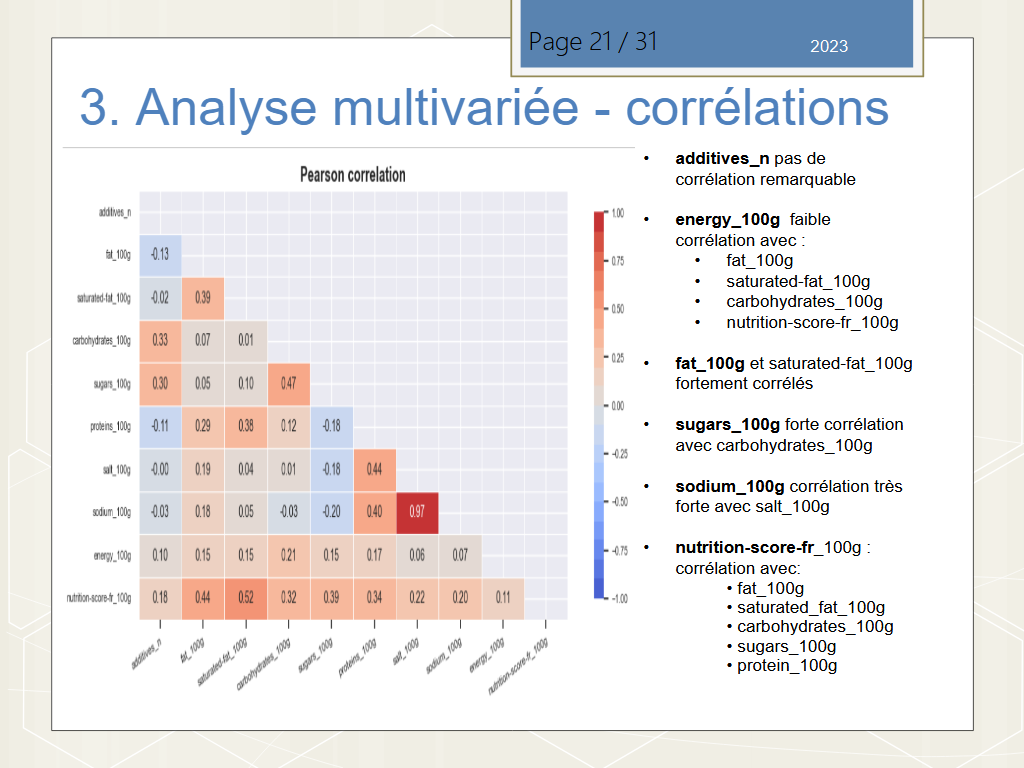 Page 21 / 31
2023
3. Analyse multivariée - corrélations
Pearson correlation
additives_n
fat_100g -0.13
saturated-fat_100g -0.02 0.39
carbohydrates_100g 0.33 0.07 0.01
sugars_100g 0.30 0.05 0.10 0.47
proteins_100g -0.11 0.29 0.38 0.12 -0.18
salt_100g -0.00 0.19 0.04 0.01 -0.18 0.44
sodium_100g -0.03 0.18 0.05 -0.03 -0.20 0.40 0.97
energy_100g 0.10 0.15 0.15 0.21 0.15 0.17 0.06 0.07
nutrition-score-fr_100g 0.18 0.44 0.52 0.32 0.39 0.34 0.22 0.20 0.11
additives_n fat_100g saturated-fat_100g carbohydrates_100g sugars_100g proteins_100g salt_100g sodium_100g energy_100g nutrition-score-fr_100g
1.00
0.75
0.50
0.25
0.00
-0.25
-0.50
-0.75
-1.00
• additives_n pas de
corrélation remarquable
• energy_100g faible
corrélation avec :
• fat_100g
• saturated-fat_100g
• carbohydrates_100g
• nutrition-score-fr_100g
• fat_100g et saturated-fat_100g
fortement corrélés
• sugars_100g forte corrélation
avec carbohydrates_100g
• sodium_100g corrélation très
forte avec salt_100g
• nutrition-score-fr_100g :
corrélation avec:
• fat_100g
• saturated_fat_100g
• carbohydrates_100g
• sugars_100g
• protein_100g